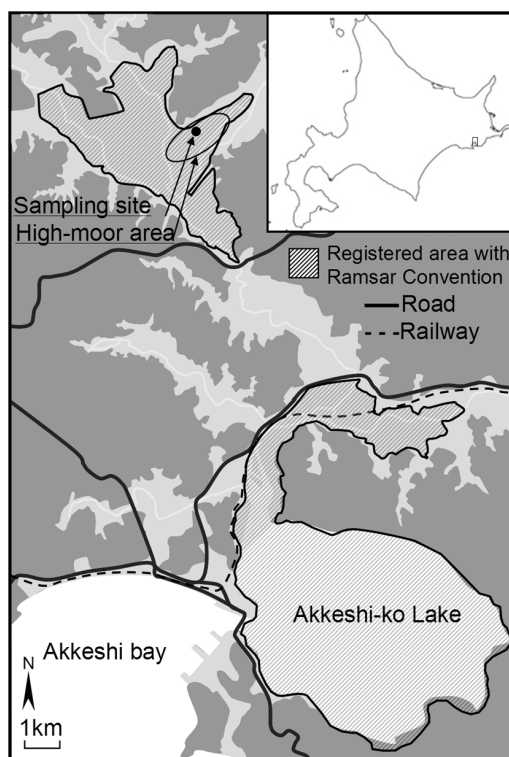 Sampling site
High-moor area
Registered area with
Ramsar Convention
Road
Railway
Akkeshi-ko Lake
Akkeshi bay
N
1km